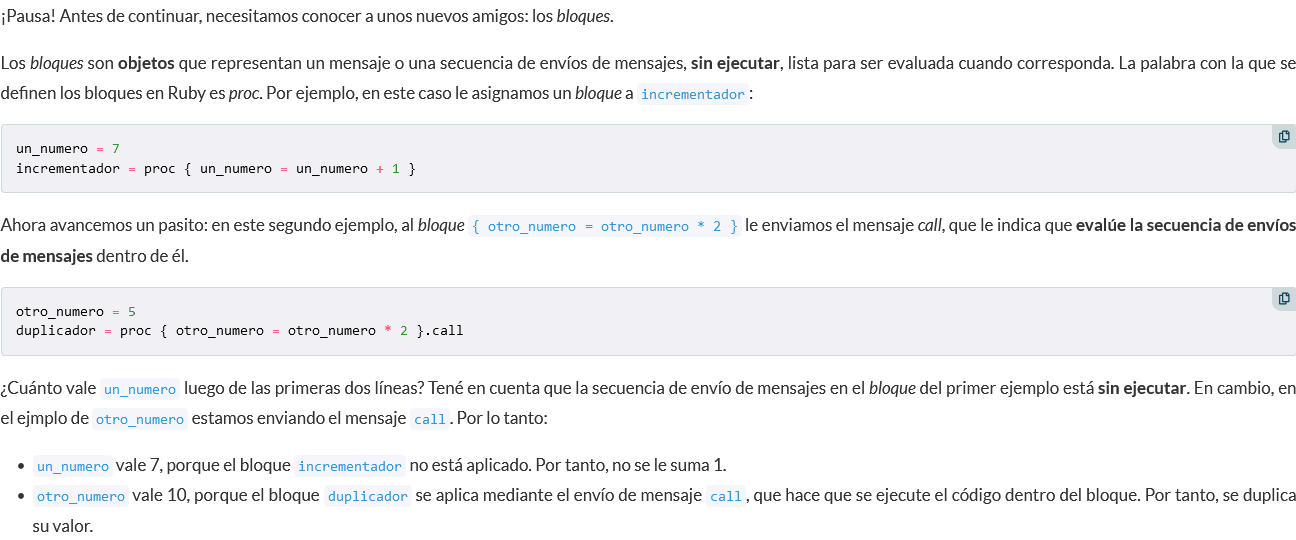 ¡Pausa! Antes de continuar, necesitamos conocer a unos nuevos amigos: los bloques.
Los bloques son objetos que representan un mensaje o una secuencia de envíos de mensajes, sin ejecutar, lista para ser evaluada cuando corresponda. La palabra con la que se
definen los bloques en Ruby es proc. Por ejemplo, en este caso le asignamos un bloque a incrementador:
un_numero = 7
incrementador = proc { un_numero = un_numero + 1 }
Ahora avancemos un pasito: en este segundo ejemplo, al bloque { otro_numero = otro_numero * 2 } le enviamos el mensaje call, que le indica que evalúe la secuencia de envíos
de mensajes dentro de él.
otro_numero = 5
duplicador = proc { otro_numero = otro_numero * 2 }.call
¿Cuánto vale un_numero luego de las primeras dos líneas? Tené en cuenta que la secuencia de envío de mensajes en el bloque del primer ejemplo está sin ejecutar. En cambio, en
el ejmplo de otro_numero estamos enviando el mensaje call. Por lo tanto:
• un_numero vale 7, porque el bloque incrementador no está aplicado. Por tanto, no se le suma 1.
• otro_numero vale 10, porque el bloque duplicador se aplica mediante el envío de mensaje call, que hace que se ejecute el código dentro del bloque. Por tanto, se duplica
su valor.